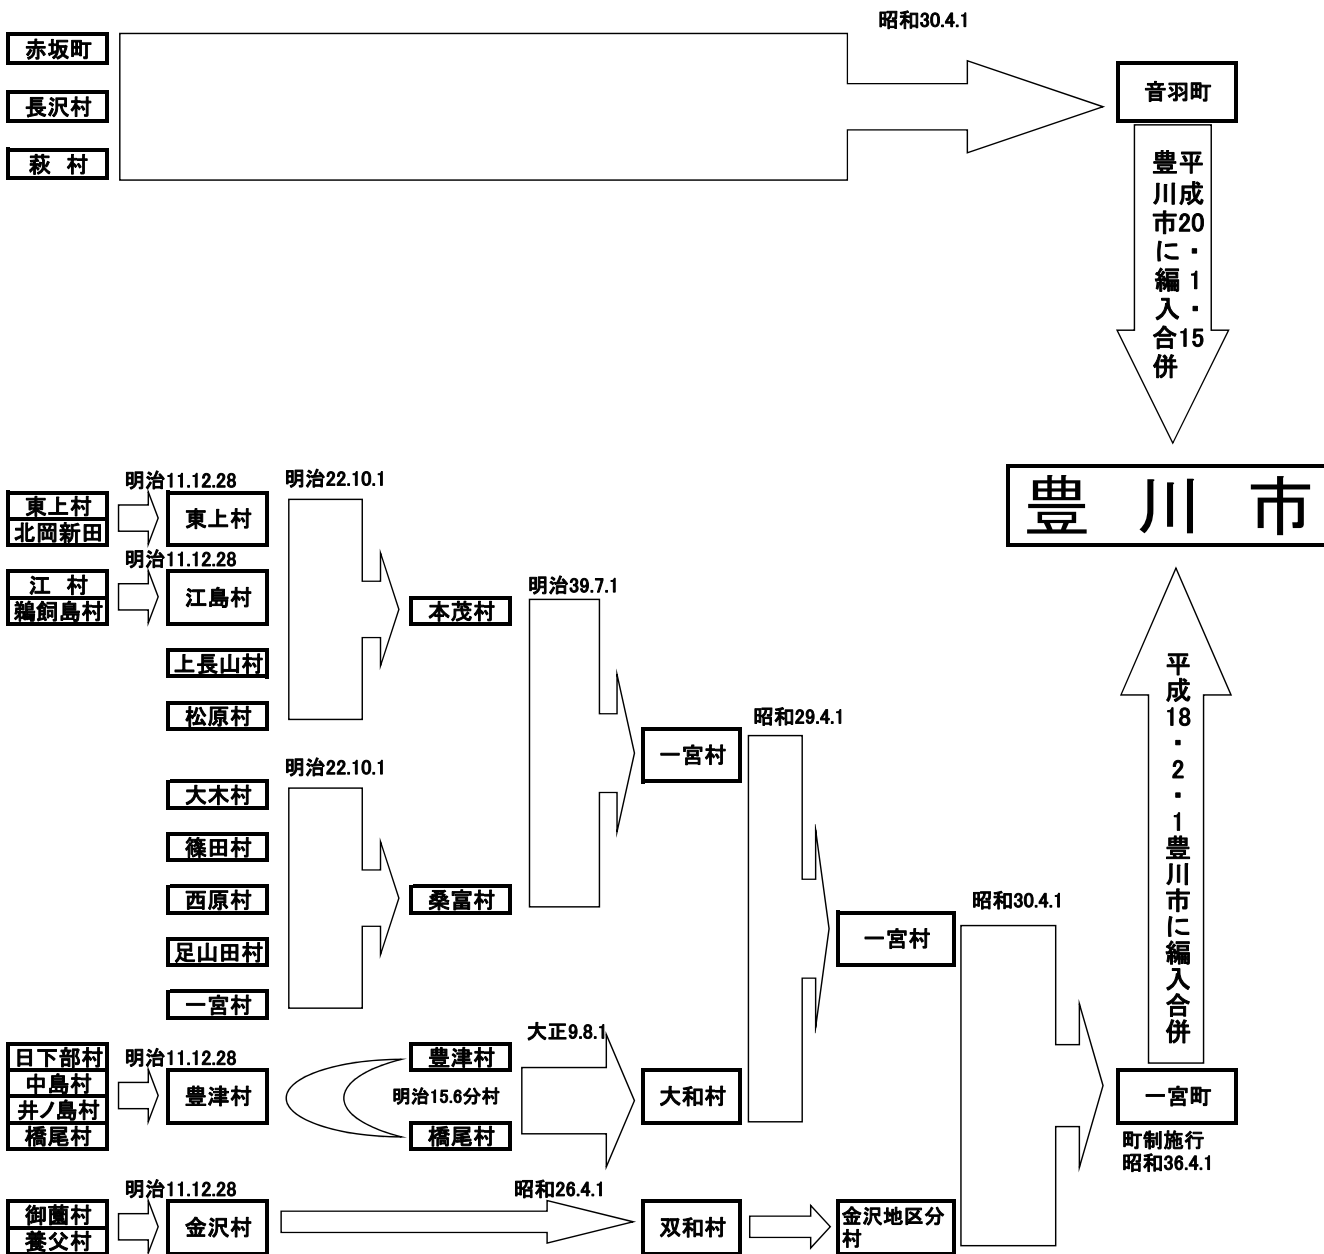 昭和30.4.1
赤坂町
長沢村
萩 村
音羽町
平成20・1・15
豊川市に編入合併
豊 川 市
明治11.12.28
東上村
北岡新田
東上村
明治11.12.28
江 村
鵜飼島村
江島村
上長山村
松原村
明治22.10.1
本茂村
明治22.10.1
大木村
篠田村
西原村
足山田村
一宮村
桑富村
明治39.7.1
一宮村
明治11.12.28
日下部村
中島村
井ノ島村
橋尾村
豊津村
豊津村
明治15.6分村
橋尾村
大正9.8.1
大和村
昭和29.4.1
一宮村
明治11.12.28
御薗村
養父村
金沢村
昭和26.4.1
双和村
金沢地区分
村
昭和30.4.1
一宮町
町制施行
昭和36.4.1
平成18・2・1豊川市に編入合併